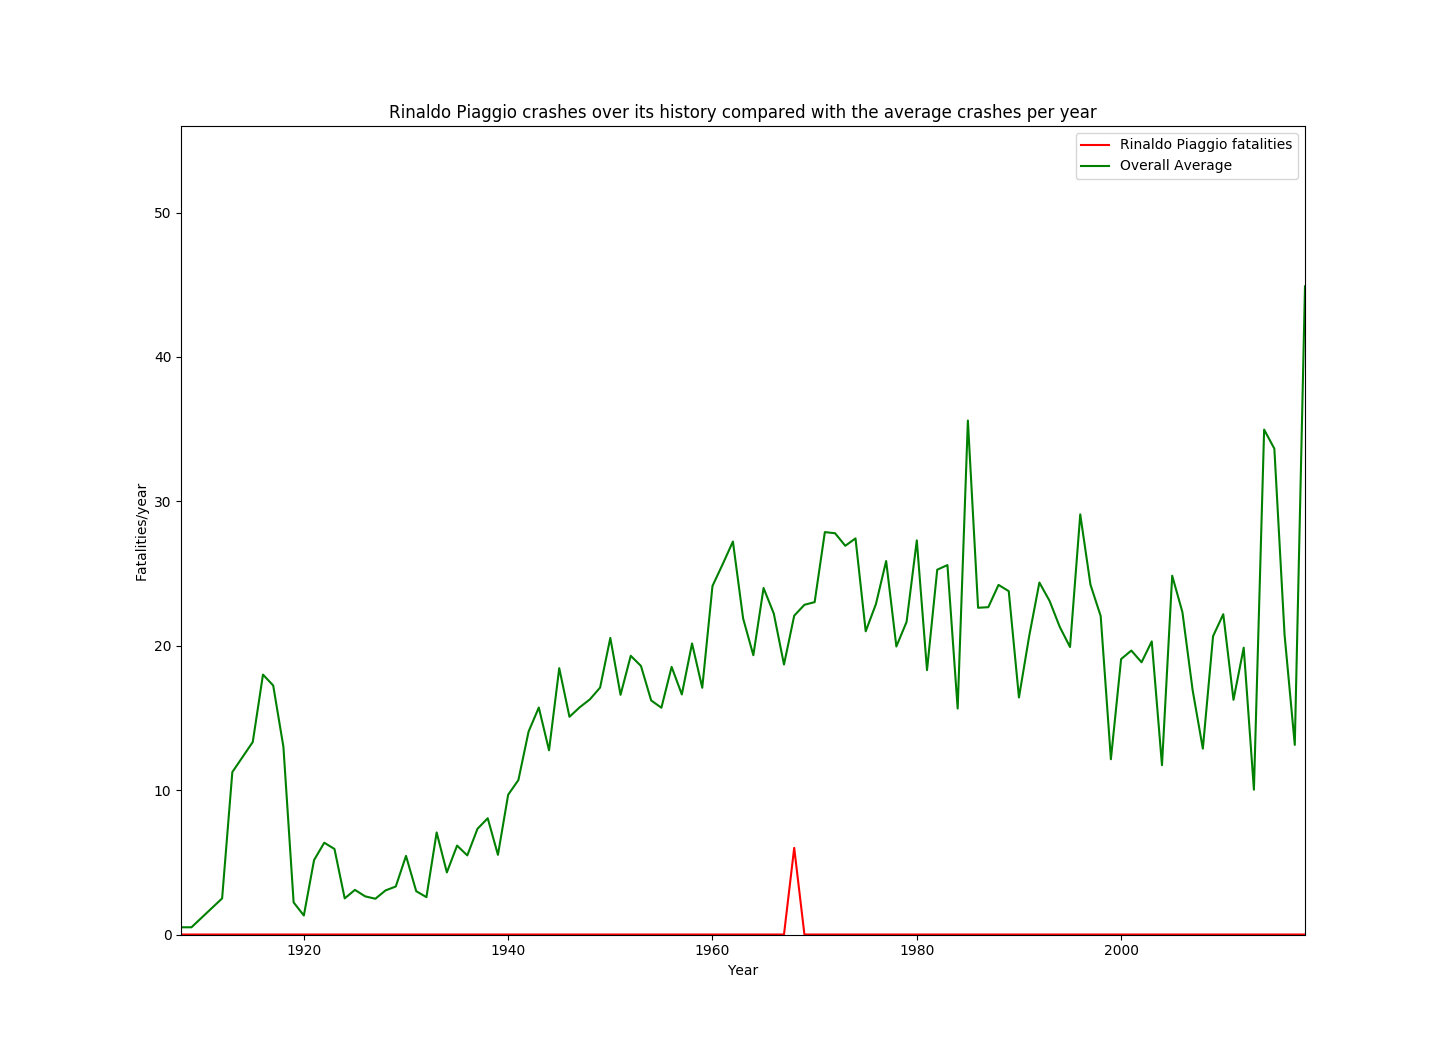 Rinaldo Piaggio crashes over its history compared with the average crashes per year
Rinaldo Piaggio fatalities
Overall Average
50
40
30
20
10
0
Fatalities/year
1920 1940 1960 1980 2000
Year